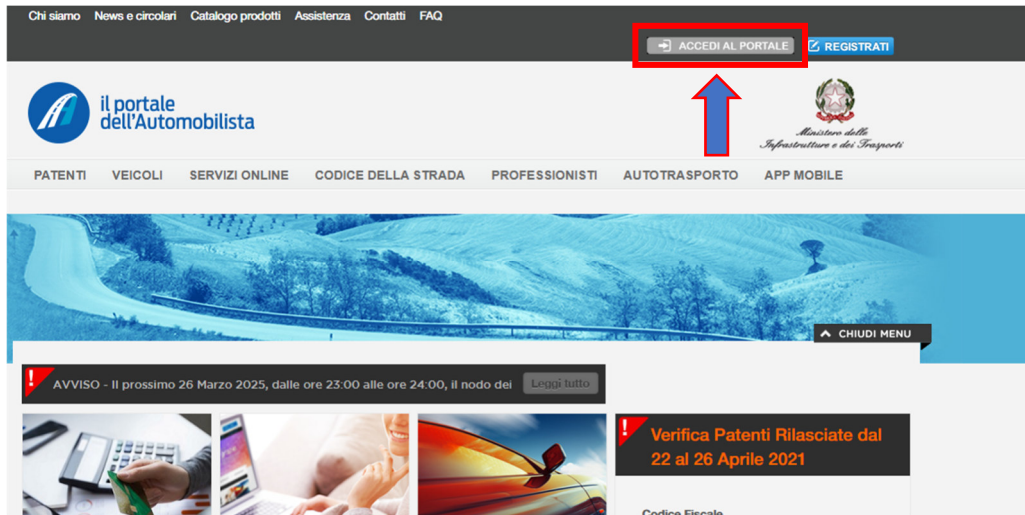 Chi siamo News e circolari Catalogo prodotti Assistenza Contatti FAQ
ACCEDI AL PORTALE REGISTRATI
il portale
dell'Automobilista
Ministero delle
Infrastrutture e dei Trasporti
PATENTI VEICOLI SERVIZI ONLINE CODICE DELLA STRADA PROFESSIONISTI AUTOTRASPORTO APP MOBILE
CHIUDI MENU
! AVVISO - Il prossimo 26 Marzo 2025, dalle ore 23:00 alle ore 24:00, il nodo dei Leggi tutto
! Verifica Patenti Rilasciate dal
22 al 26 Aprile 2021
Codice Fiscale